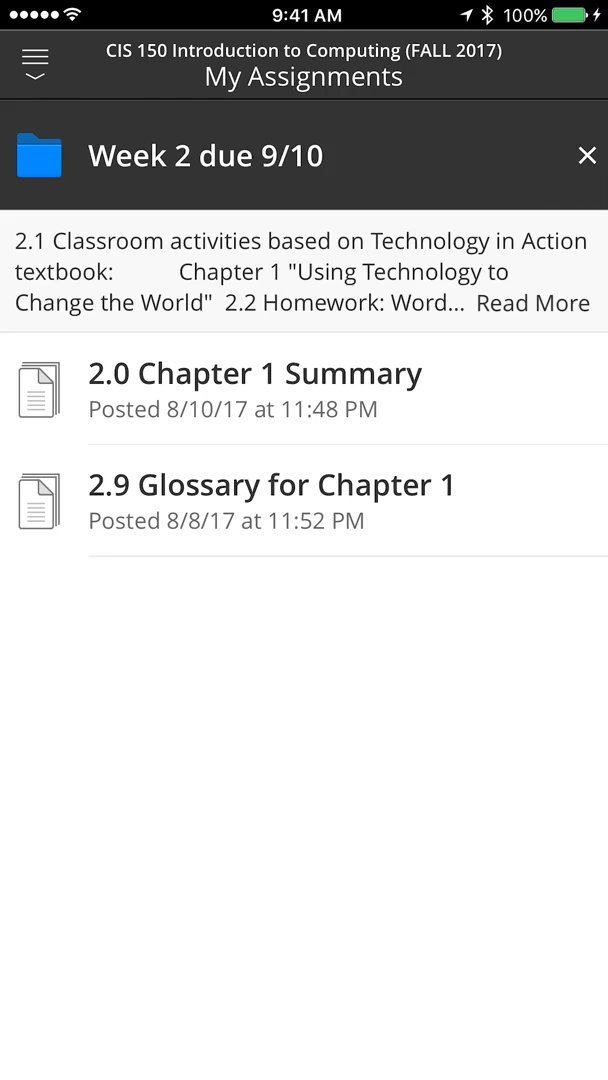 9:41 AM 100%
CIS 150 Introduction to Computing (FALL 2017)
My Assignments
Week 2 due 9/10
2.1 Classroom activities based on Technology in Action
textbook: Chapter 1 "Using Technology to
Change the World" 2.2 Homework: Word... Read More
2.0 Chapter 1 Summary
Posted 8/10/17 at 11:48 PM
2.9 Glossary for Chapter 1
Posted 8/8/17 at 11:52 PM